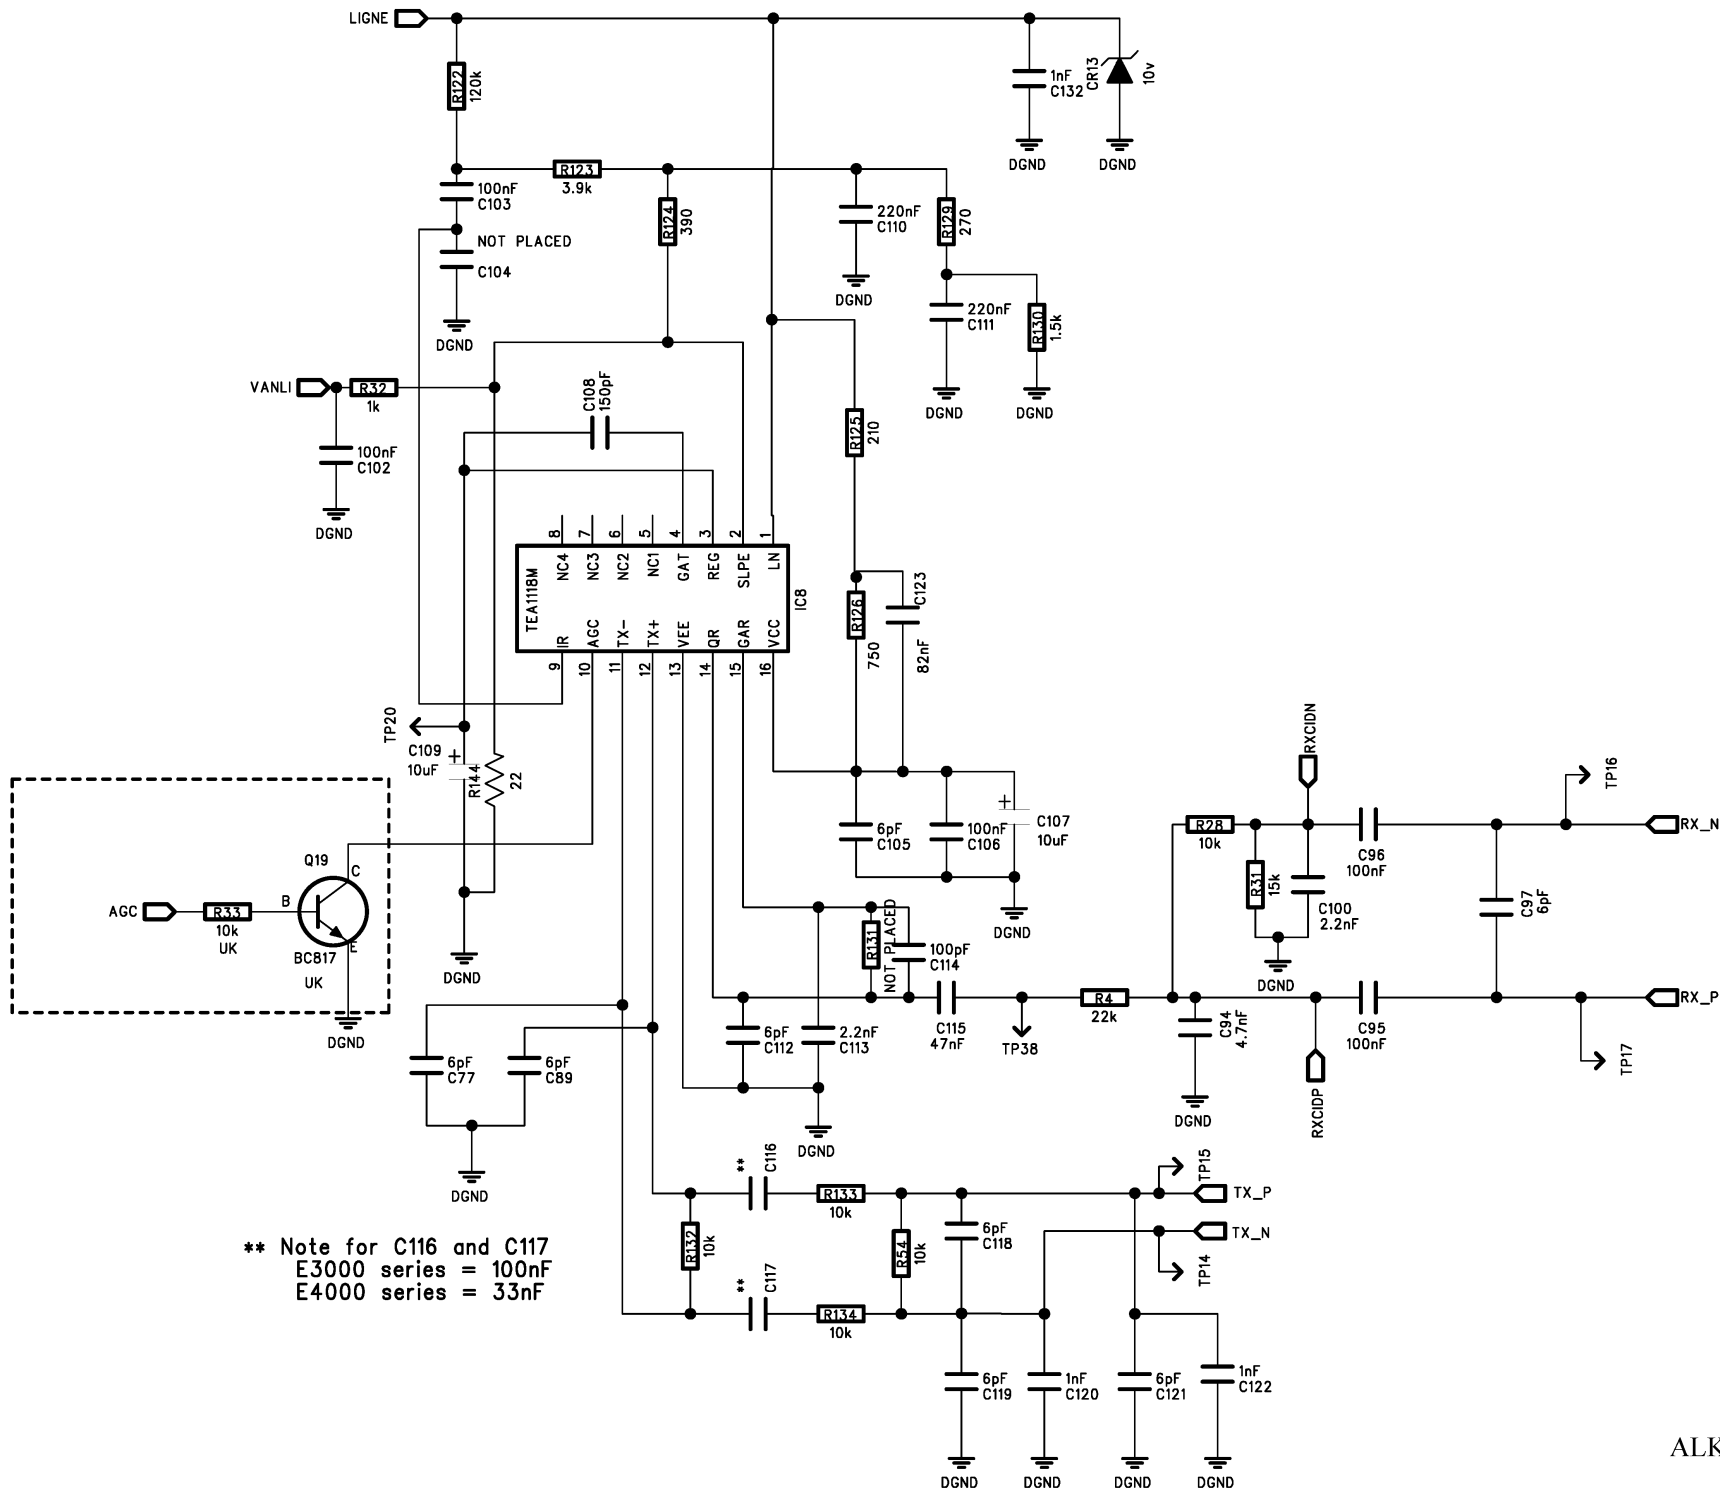 LIGNE
R122
120k
1nF
C132
CR13
10v
DGND
DGND
R123
3.9k
100nF
C103
R124
390
220nF
C110
R129
270
NOT PLACED
C104
DGND
DGND
220nF
C111
R130
1.5k
DGND
DGND
VANLI
R32
1k
C108
150pF
100nF
C102
DGND
R125
210
8
7
6
5
4
3
2
1
NC4
NC3
NC2
NC1
GAT
REG
SLPE
LN
TEA1118M
IC8
IR
AGC
TX-
TX+
VEE
QR
GAR
VCC
9
10
11
12
13
14
15
16
R126
750
C123
82nF
TP20
C109
10uF
+
R144
22
6pF
C105
100nF
C106
+
C107
10uF
DGND
RXCIDN
TP16
R28
10k
R31
15k
C100
2.2nF
C96
100nF
C97
6pF
RX_N
DGND
Q19
C
B
E
AGC
R33
10k
UK
BC817
UK
DGND
DGND
R131
NOT PLACED
100pF
C114
C115
47nF
TP38
R4
22k
C94
4.7nF
C95
100nF
RX_P
TP17
RXCIDP
DGND
6pF
C112
2.2nF
C113
DGND
6pF
C77
6pF
C89
DGND
** Note for C116 and C117
E3000 series = 100nF
E4000 series = 33nF
**
C116
R133
10k
R132
10k
**
C117
R134
10k
R54
10k
6pF
C118
TP15
TX_P
TX_N
TP14
6pF
C119
1nF
C120
6pF
C121
1nF
C122
DGND
DGND
DGND
DGND
ALK